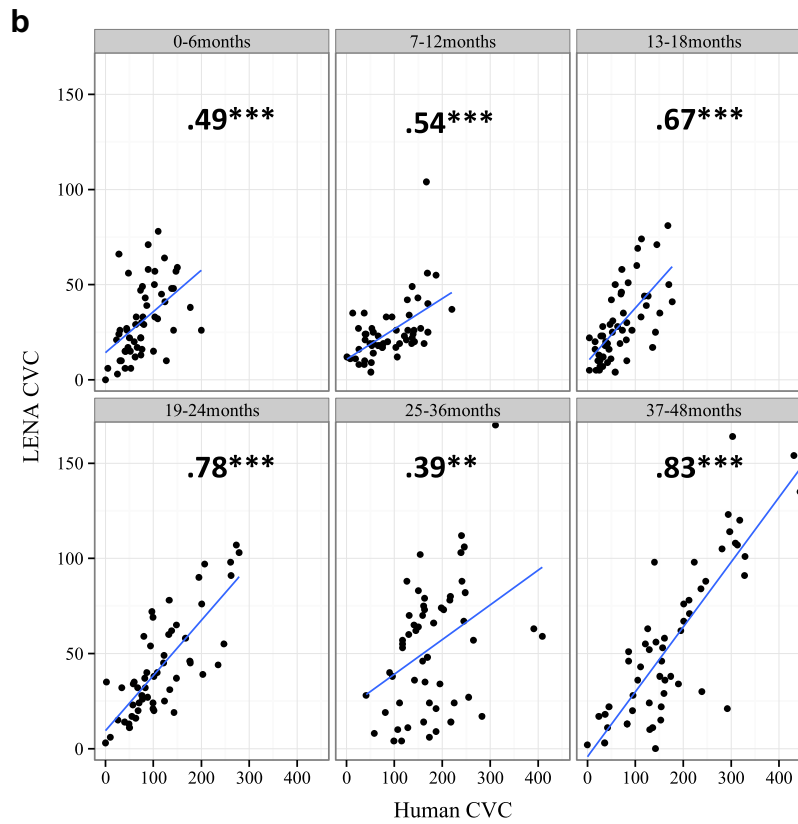 b
0-6months 7-12months 13-18months
.49*** .54*** .67***
150
100
50
0
19-24months 25-36months 37-48months
.78*** .39** .83***
150
100
50
0
0 100 200 300 400 0 100 200 300 400 0 100 200 300 400
LENA CVC
Human CVC